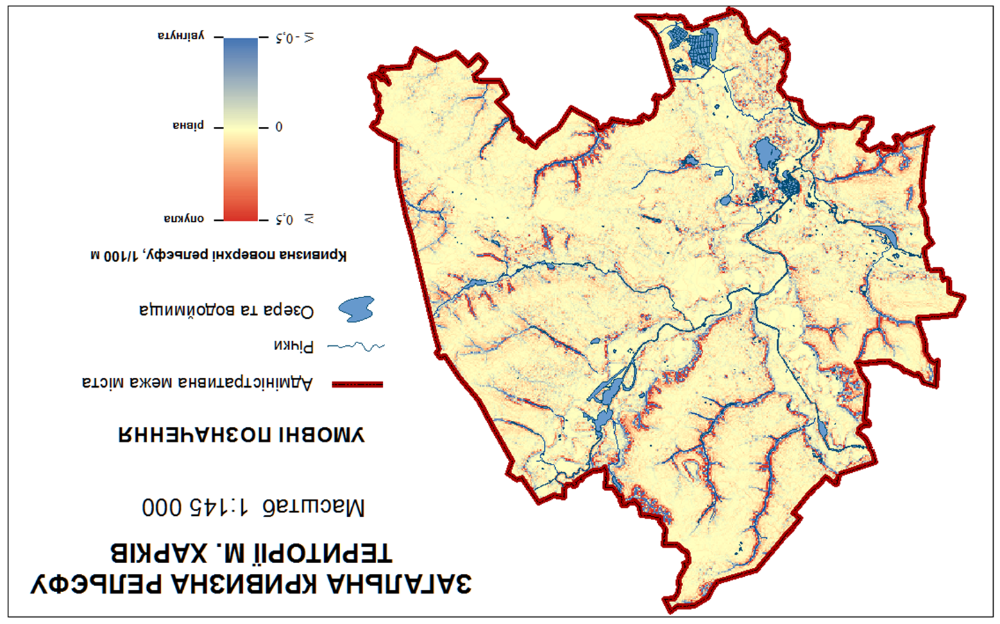 ЗАГАЛЬНА КРИВИЗНА РЕЛЬЄФУ
ТЕРИТОРІЇ М. ХАРКІВ
Масштаб 1:145 000
УМОВНІ ПОЗНАЧЕННЯ
Адміністративна межа міста
Річки
Озера та водоймища
Кривизна поверхні рельєфу, 1/100 м
≥ 0,5 опукла
0 рівна
≤ - 0,5 увігнута